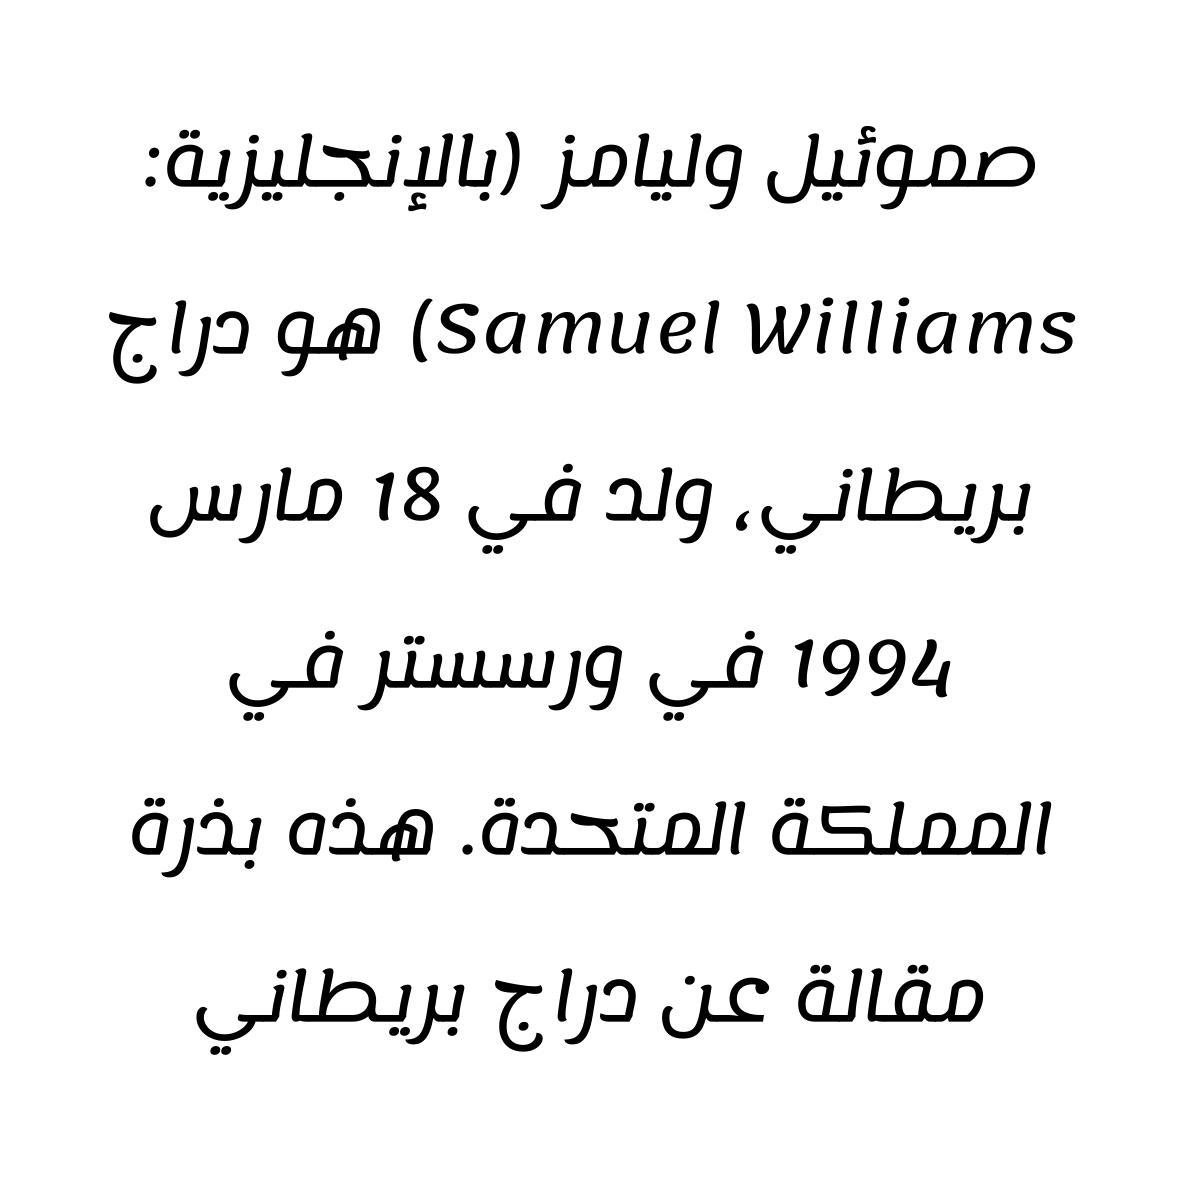 صموئيل وليامز (بالإنجليزية:
Samuel Williams) هو دراج
بريطاني، ولد في 18 مارس
1994 في ورسستر في
المملكة المتحدة. هذه بذرة
مقالة عن دراج بريطاني